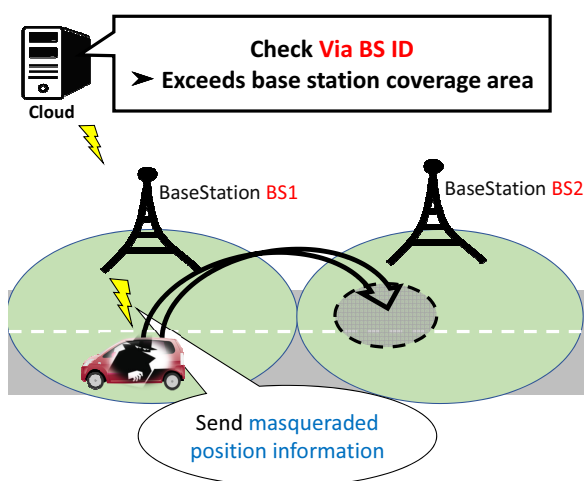 Check Via BS ID
➤ Exceeds base station coverage area
Cloud
BaseStation BS1
BaseStation BS2
Send masqueraded
position information